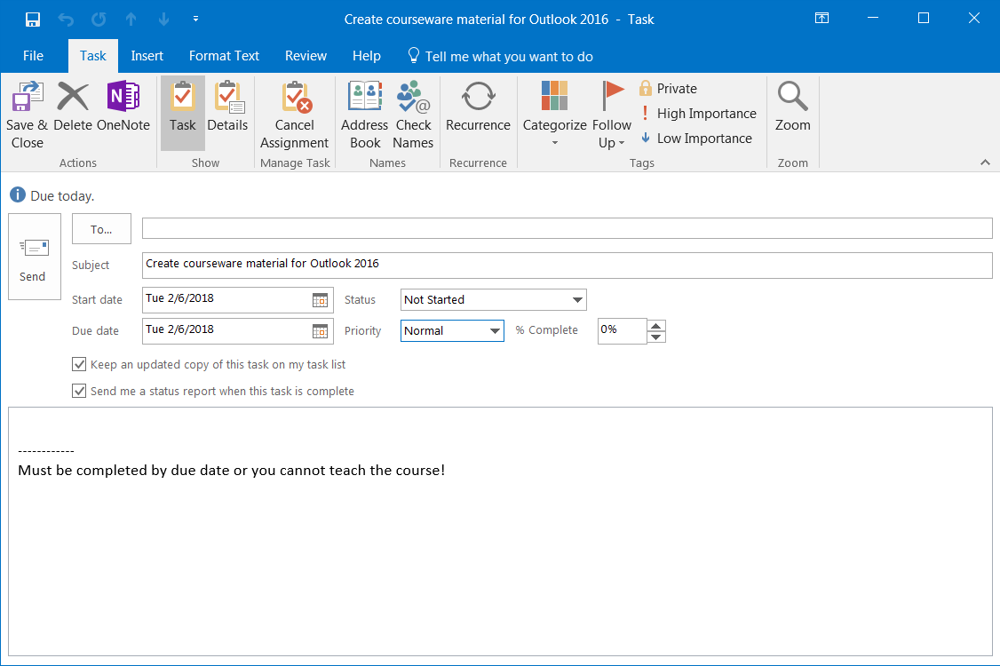 Create courseware material for Outlook 2016 - Task
File Task Insert Format Text Review Help Tell me what you want to do
Save & Close
Delete
OneNote
Actions
Task
Details
Show
Cancel Assignment
Manage Task
Address Book
Check Names
Names
Recurrence
Recurrence
Categorize
Follow Up
Private
High Importance
Low Importance
Tags
Zoom
Zoom
Due today.
Send
To...
Subject Create courseware material for Outlook 2016
Start date Tue 2/6/2018 Status Not Started
Due date Tue 2/6/2018 Priority Normal % Complete 0%
Keep an updated copy of this task on my task list
Send me a status report when this task is complete
------------
Must be completed by due date or you cannot teach the course!